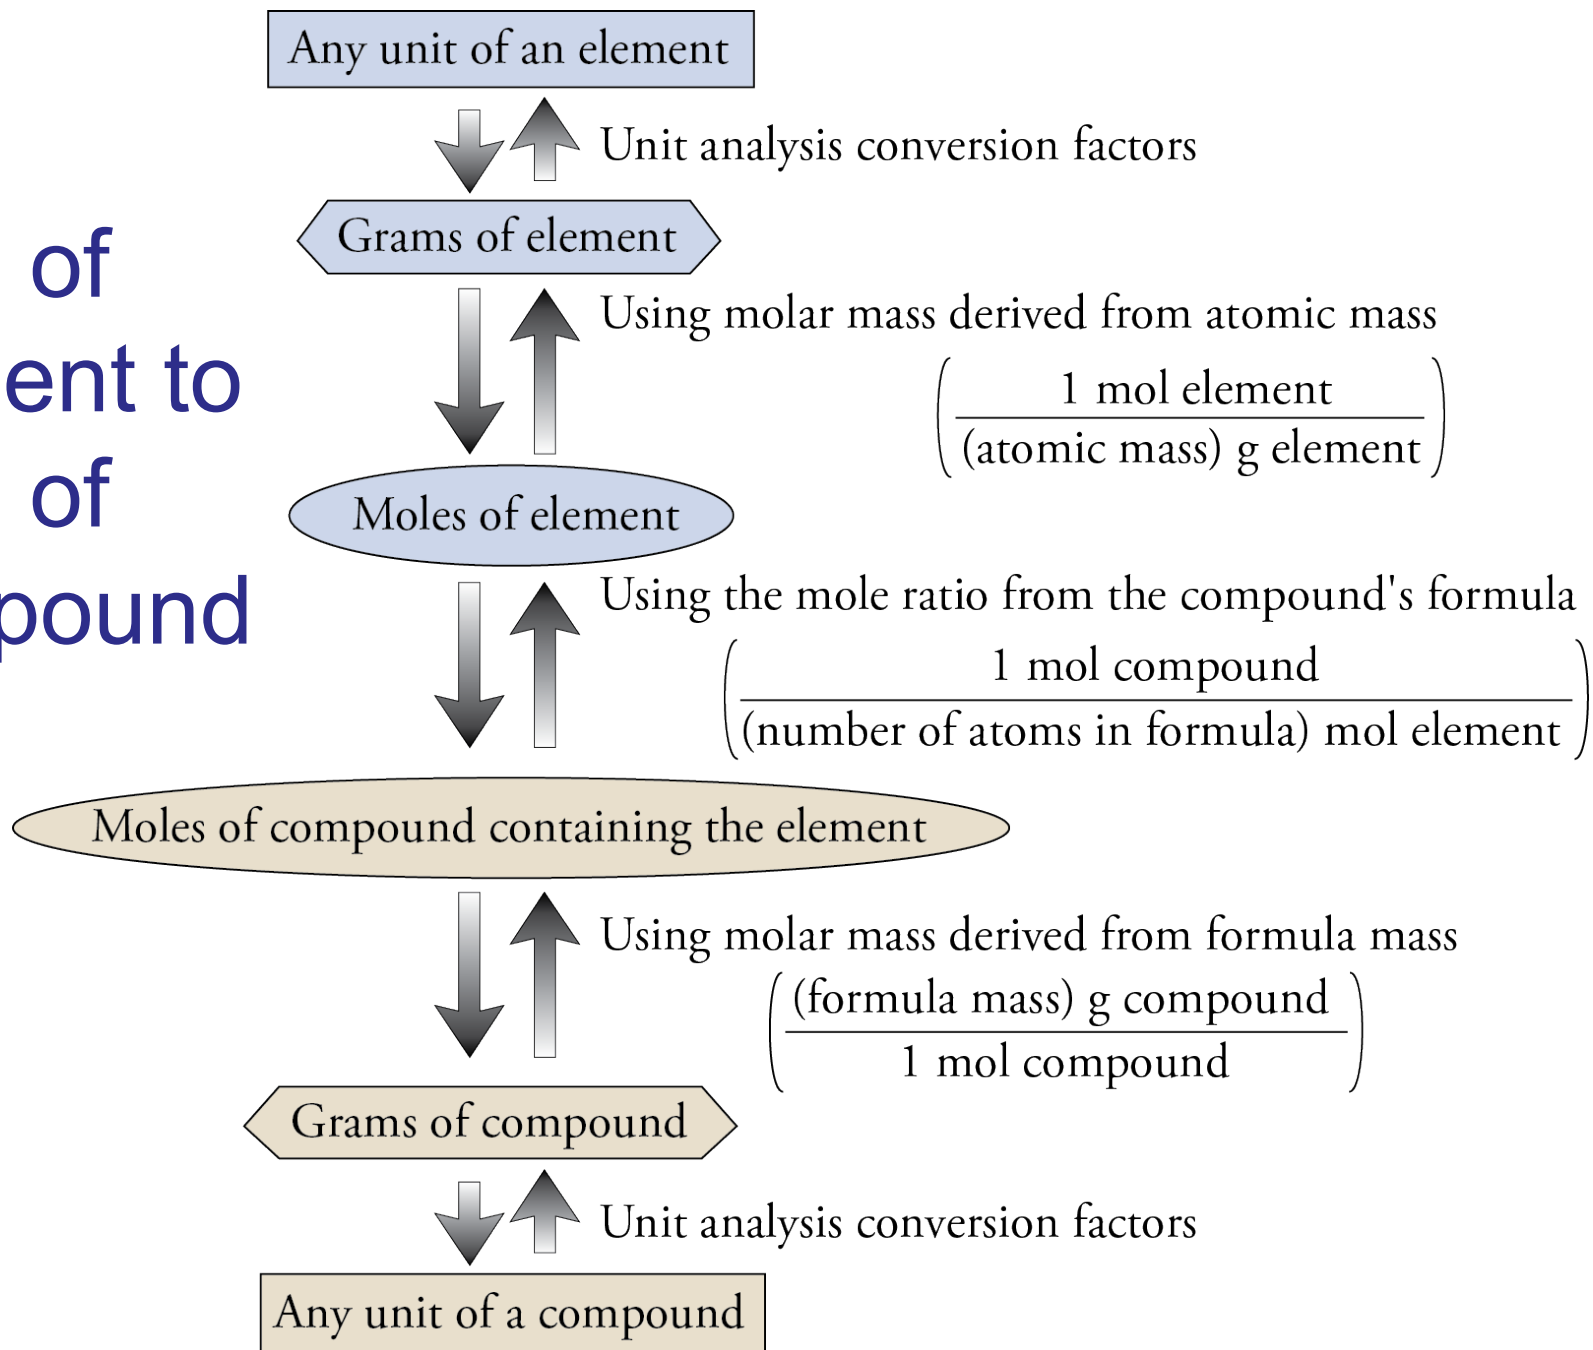 Any unit of an element
Unit analysis conversion factors
Grams of element
of
to
of
Using molar mass derived from atomic mass
1 mol element
(atomic mass) g element
Moles of element
Using the mole ratio from the compound's formula
1 mol compound
(number of atoms in formula) mol element
Moles of compound containing the element
Using molar mass derived from formula mass
(formula mass) g compound
1 mol compound
Grams of compound
Unit analysis conversion factors
Any unit of a compound